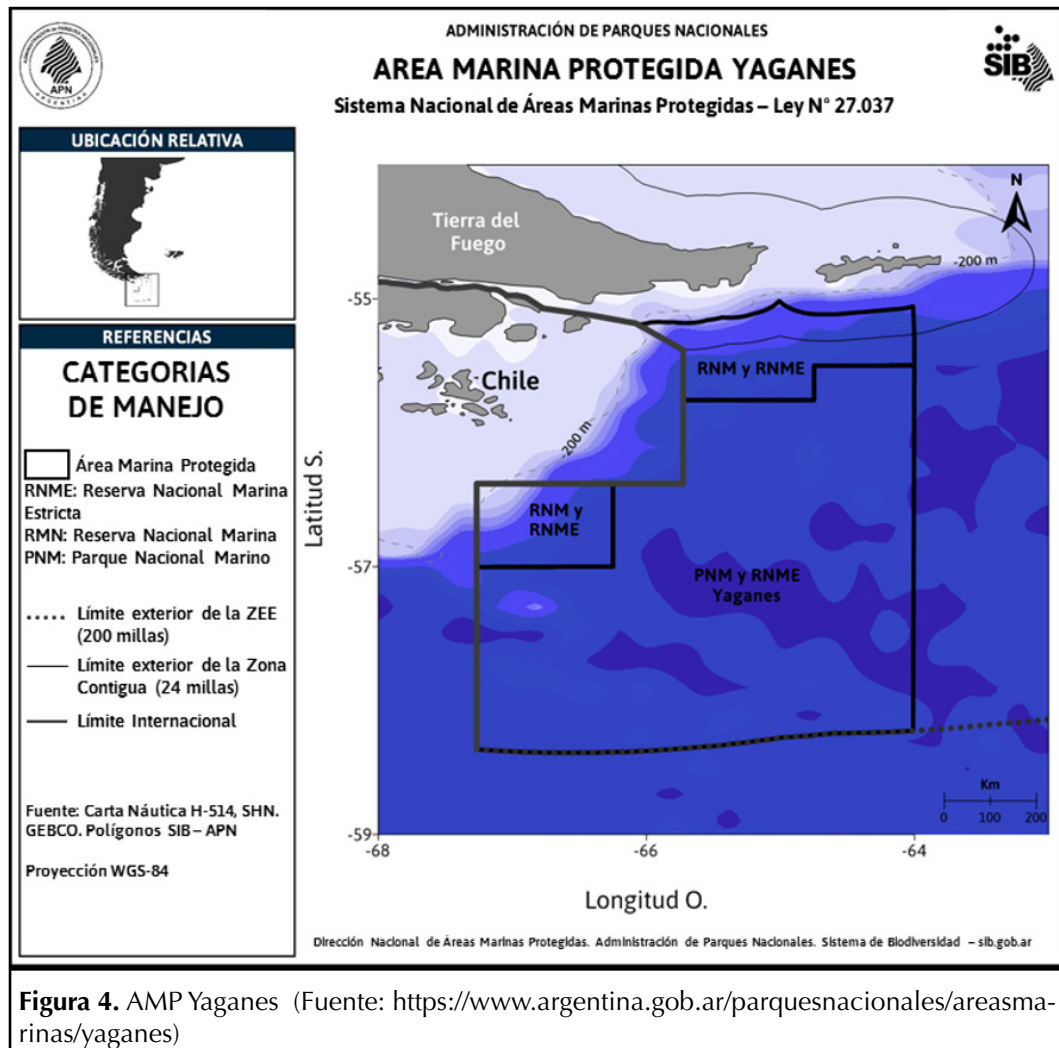 ADMINISTRACIÓN DE PARQUES NACIONALES
AREA MARINA PROTEGIDA YAGANES
Sistema Nacional de Áreas Marinas Protegidas – Ley N° 27.037
ADMINISTRACIÓN de PARQUES NACIONALES
APN
ARGENTINA
SIB
UBICACIÓN RELATIVA
REFERENCIAS
CATEGORIAS
DE MANEJO
Área Marina Protegida
RNME: Reserva Nacional Marina
Estricta
RMN: Reserva Nacional Marina
PNM: Parque Nacional Marino
Límite exterior de la ZEE
(200 millas)
Límite exterior de la Zona
Contigua (24 millas)
Límite Internacional
Fuente: Carta Náutica H-514, SHN.
GEBCO. Polígonos SIB – APN
Proyección WGS-84
N
Tierra del
Fuego
-200 m
-55
RNM y RNME
Chile
-200 m
Latitud S.
RNM y
RNME
-57
PNM y RNME
Yaganes
Km
0 100 200
-59
-68 -66 -64
Longitud O.
Dirección Nacional de Áreas Marinas Protegidas. Administración de Parques Nacionales. Sistema de Biodiversidad – sib.gob.ar
Figura 4. AMP Yaganes (Fuente: https://www.argentina.gob.ar/parquesnacionales/areasma-
rinas/yaganes)